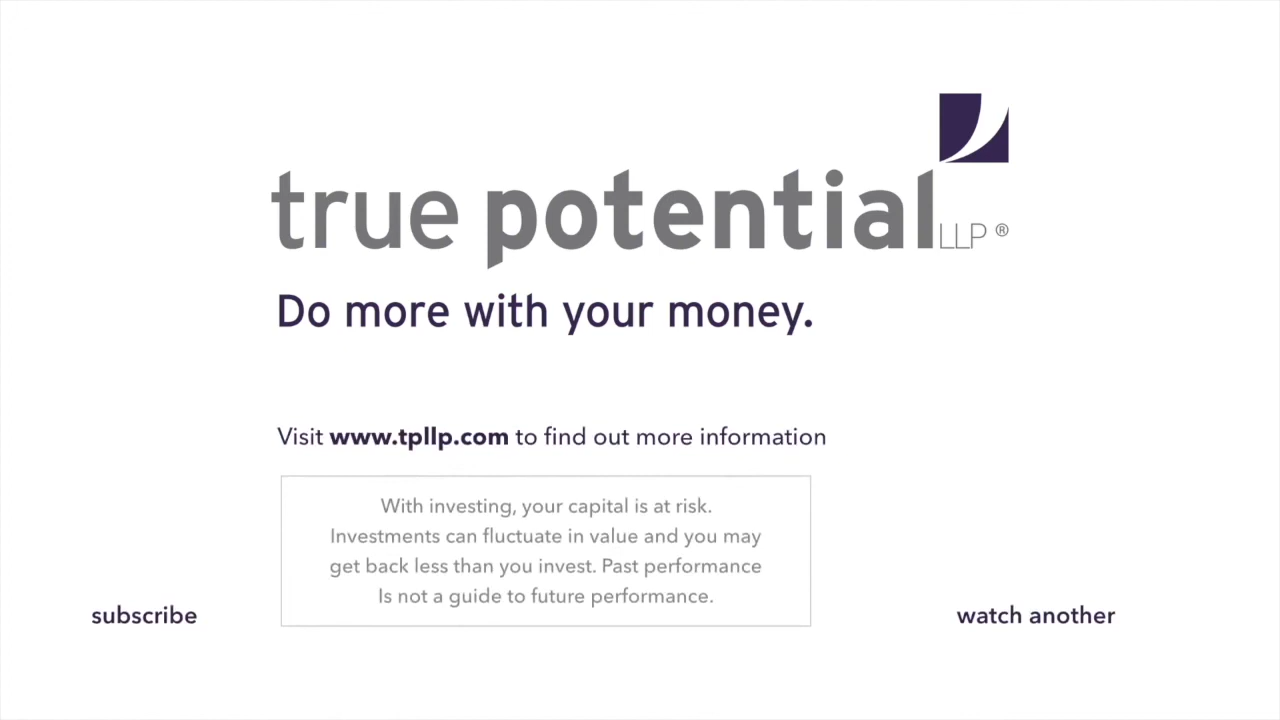 true potential LLP ®
Do more with your money.
Visit www.tpllp.com to find out more information
With investing, your capital is at risk.
Investments can fluctuate in value and you may
get back less than you invest. Past performance
Is not a guide to future performance.
subscribe
watch another